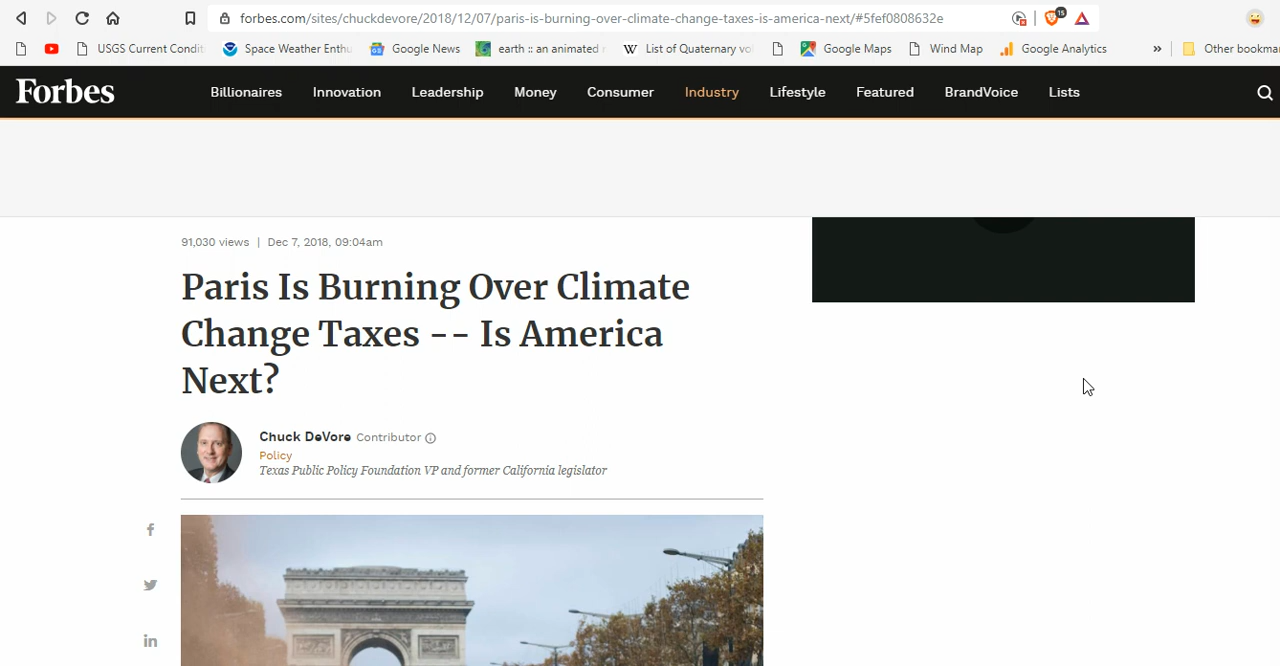 forbes.com/sites/chuckdevore/2018/12/07/paris-is-burning-over-climate-change-taxes-is-america-next/#5fef0808632e
15
USGS Current Condit
Space Weather Enthu
Google News
earth :: an animated r
W
List of Quaternary vo
Google Maps
Wind Map
Google Analytics
»
Other bookmar
Forbes
Billionaires
Innovation
Leadership
Money
Consumer
Industry
Lifestyle
Featured
BrandVoice
Lists
91,030 views | Dec 7, 2018, 09:04am
Paris Is Burning Over Climate
Change Taxes -- Is America
Next?
Chuck DeVore Contributor
Policy
Texas Public Policy Foundation VP and former California legislator
f
in